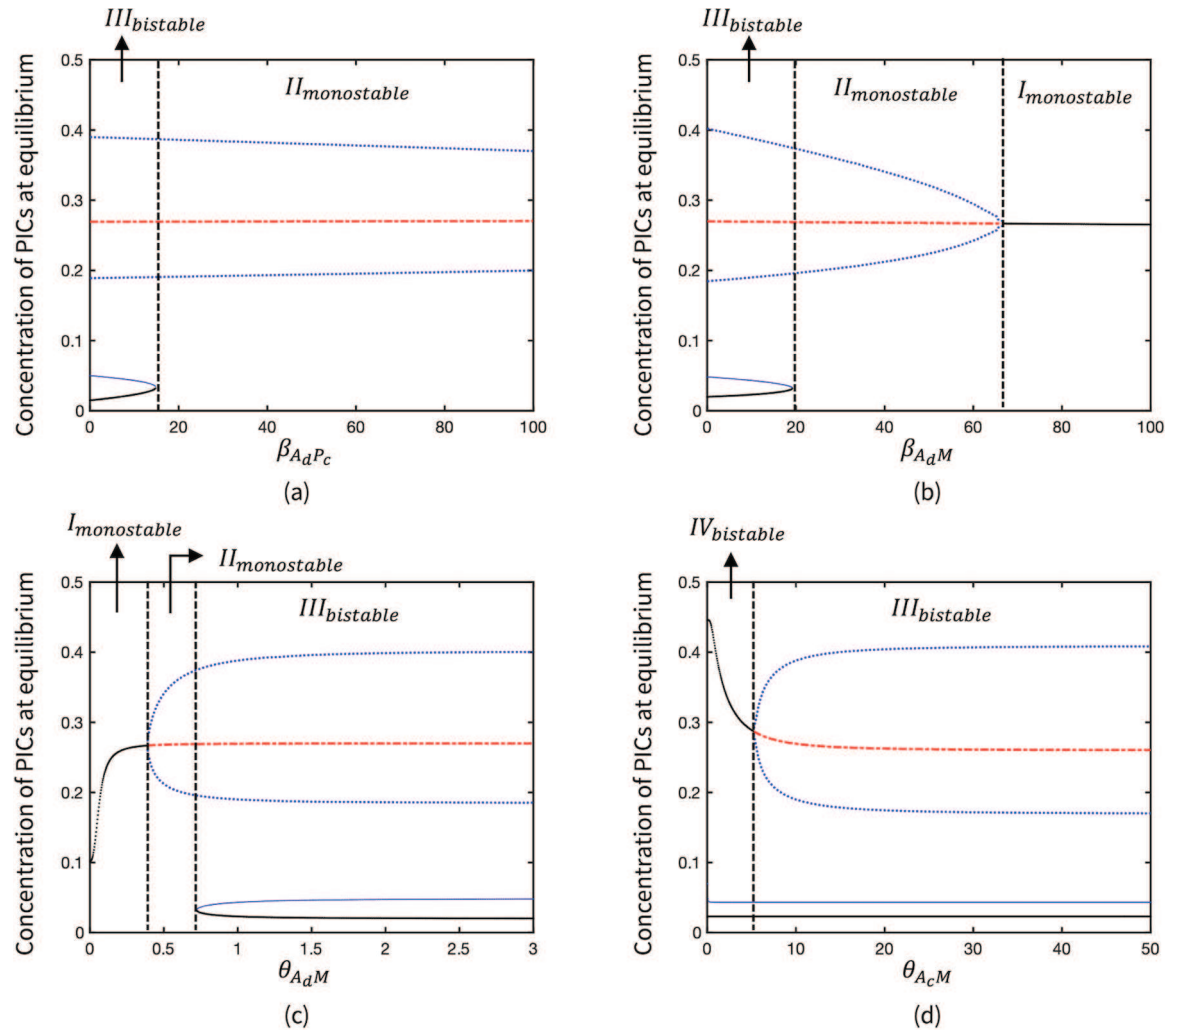 III_bistable
II_monostable
Concentration of PICs at equilibrium
0.5
0.4
0.3
0.2
0.1
0
0 20 40 60 80 100
β_{A_dP_c}
(a)
III_bistable
II_monostable
I_monostable
Concentration of PICs at equilibrium
0.5
0.4
0.3
0.2
0.1
0
0 20 40 60 80 100
β_{A_dM}
(b)
I_monostable
II_monostable
III_bistable
Concentration of PICs at equilibrium
0.5
0.4
0.3
0.2
0.1
0
0 0.5 1 1.5 2 2.5 3
θ_{A_dM}
(c)
IV_bistable
III_bistable
Concentration of PICs at equilibrium
0.5
0.4
0.3
0.2
0.1
0
0 10 20 30 40 50
θ_{A_cM}
(d)